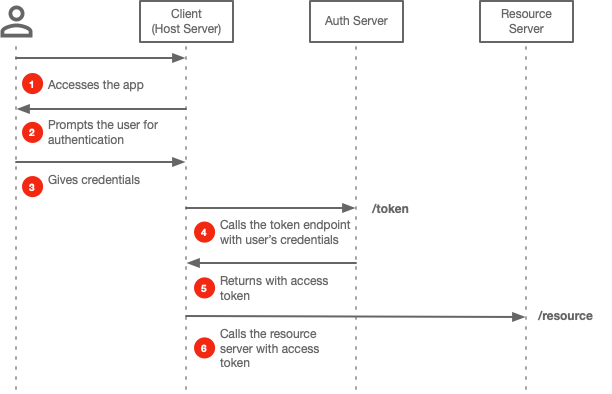 Client
(Host Server)
Auth Server
Resource
Server
1 Accesses the app
2 Prompts the user for
authentication
3 Gives credentials
/token
4 Calls the token endpoint
with user's credentials
5 Returns with access
token
/resource
6 Calls the resource
server with access
token